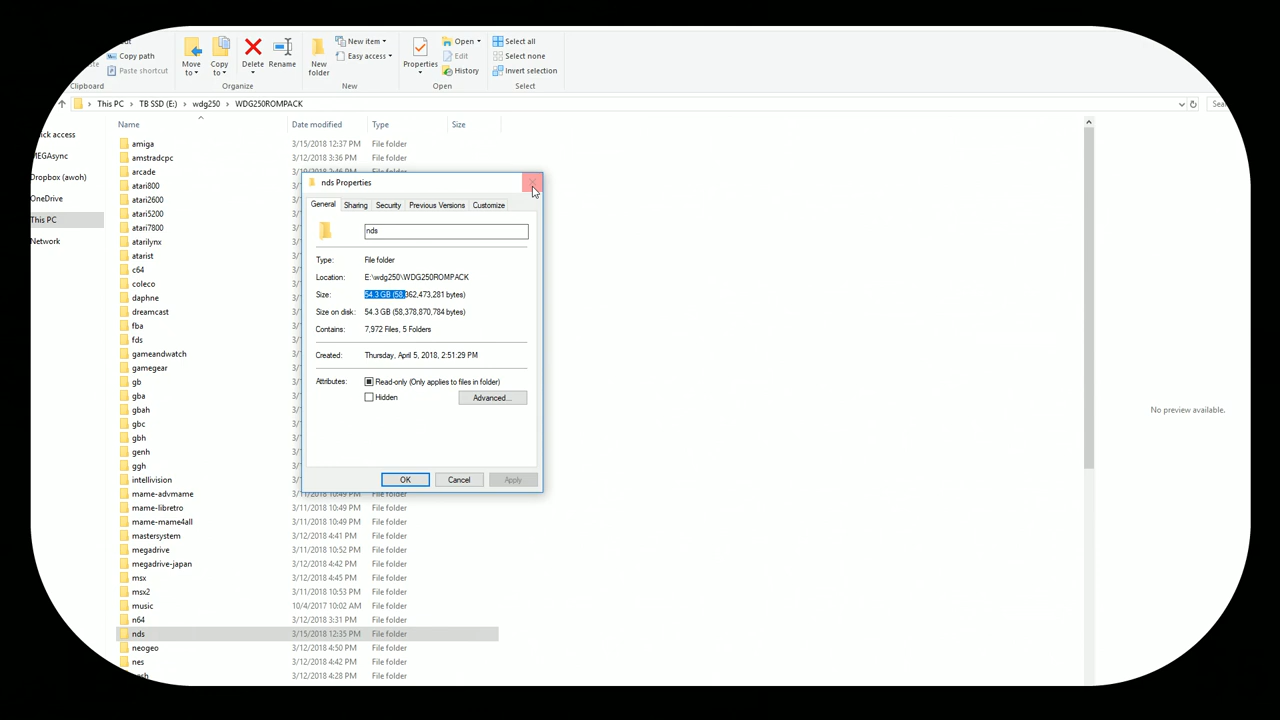 Copy path
Paste shortcut
Clipboard
Move
to
Copy
to
Delete
Rename
Organize
New
folder
New item
Easy access
New
Properties
Open
Edit
History
Open
Select all
Select none
Invert selection
Select
This PC > TB SSD (E:) > wdg250 > WDG250ROMPACK
Name Date modified Type Size
ck access
MEGAsync
Dropbox (awoh)
OneDrive
This PC
Network
amiga 3/15/2018 12:37 PM File folder
amstradcpc 3/12/2018 3:36 PM File folder
arcade
atari800
atari2600
atari5200
atari7800
atarilynx
atarist
c64
coleco
daphne
dreamcast
fba
fds
gameandwatch
gamegear
gb
gba
gbah
gbc
gbh
genh
ggh
intellivision
mame-advmame 3/11/2018 10:49 PM File folder
mame-libretro 3/11/2018 10:49 PM File folder
mame-mame4all 3/11/2018 10:49 PM File folder
mastersystem 3/12/2018 4:41 PM File folder
megadrive 3/11/2018 10:52 PM File folder
megadrive-japan 3/12/2018 4:42 PM File folder
msx 3/12/2018 4:45 PM File folder
msx2 3/11/2018 10:53 PM File folder
music 10/4/2017 10:02 AM File folder
n64 3/12/2018 3:31 PM File folder
nds 3/15/2018 12:35 PM File folder
neogeo 3/12/2018 4:50 PM File folder
nes 3/12/2018 4:42 PM File folder
3/12/2018 4:28 PM File folder
nds Properties
General Sharing Security Previous Versions Customize
nds
Type: File folder
Location: E:\wdg250\WDG250ROMPACK
Size: 54.3 GB (58,362,473,281 bytes)
Size on disk: 54.3 GB (58,378,870,784 bytes)
Contains: 7,972 Files, 5 Folders
Created: Thursday, April 5, 2018, 2:51:29 PM
Attributes: Read-only (Only applies to files in folder)
Hidden Advanced...
OK Cancel Apply
No preview available.